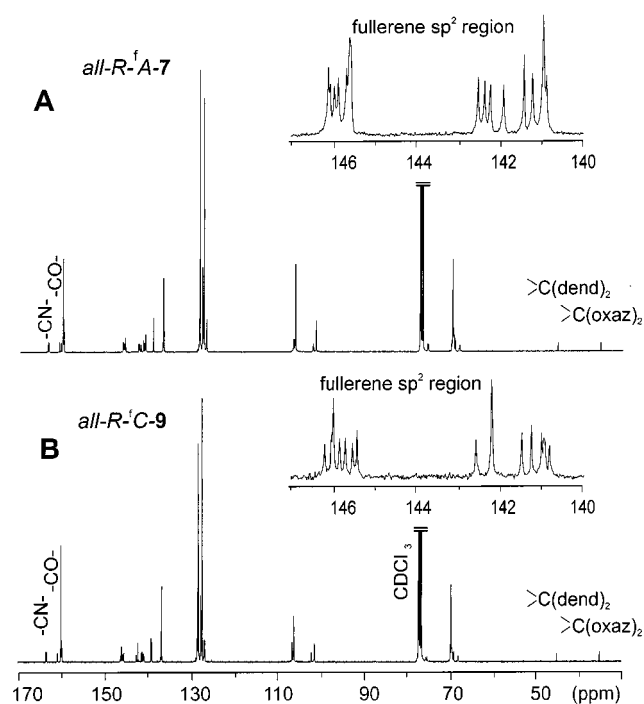 fullerene sp² region
all-R-ᶠA-7
A
146 144 142 140
-CN-
-CO-
>C(dend)₂
>C(oxaz)₂
fullerene sp² region
all-R-ᶠC-9
B
146 144 142 140
-CN-
-CO-
CDCl₃
>C(dend)₂
>C(oxaz)₂
170 150 130 110 90 70 50 (ppm)